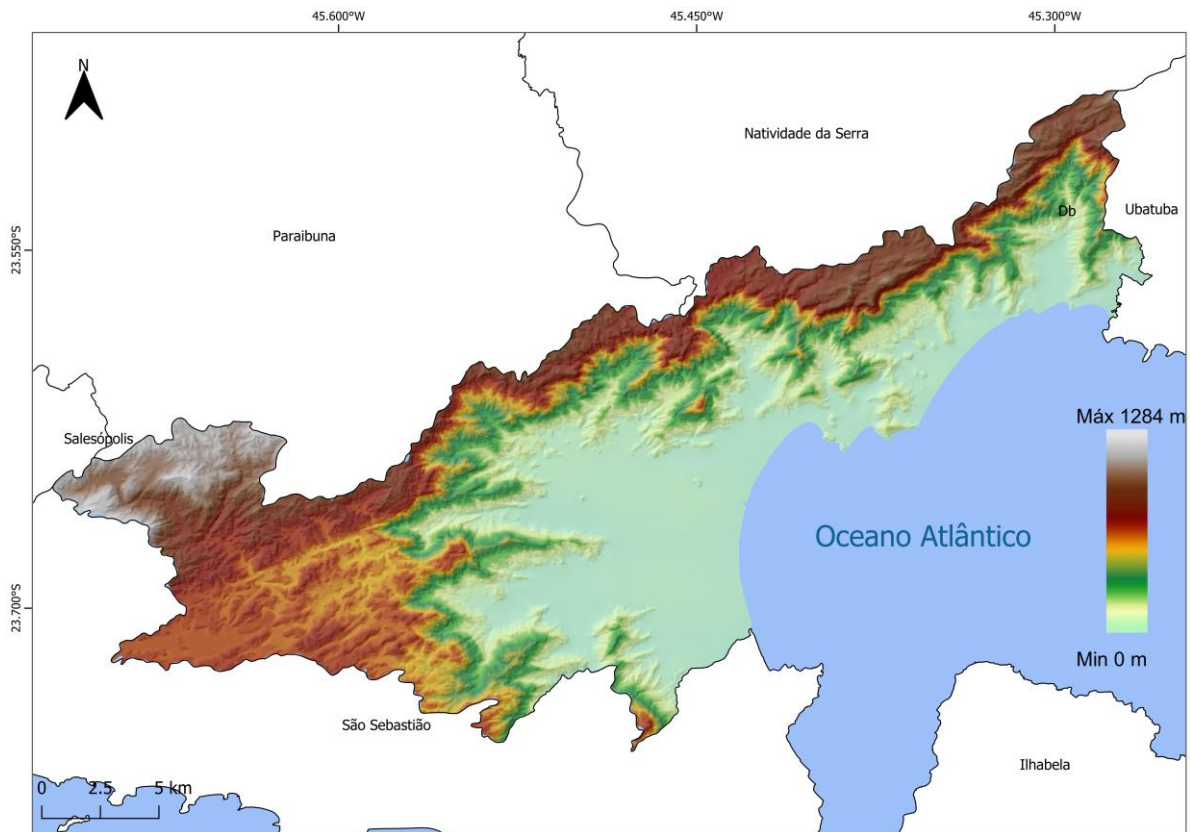 45.600°W
45.450°W
45.300°W
N
Natividade da Serra
Db
Ubatuba
Paraibuna
23.550°S
Salesópolis
Máx 1284 m
Oceano Atlântico
23.700°S
Min 0 m
São Sebastião
Ilhabela
0 2.5 5 km